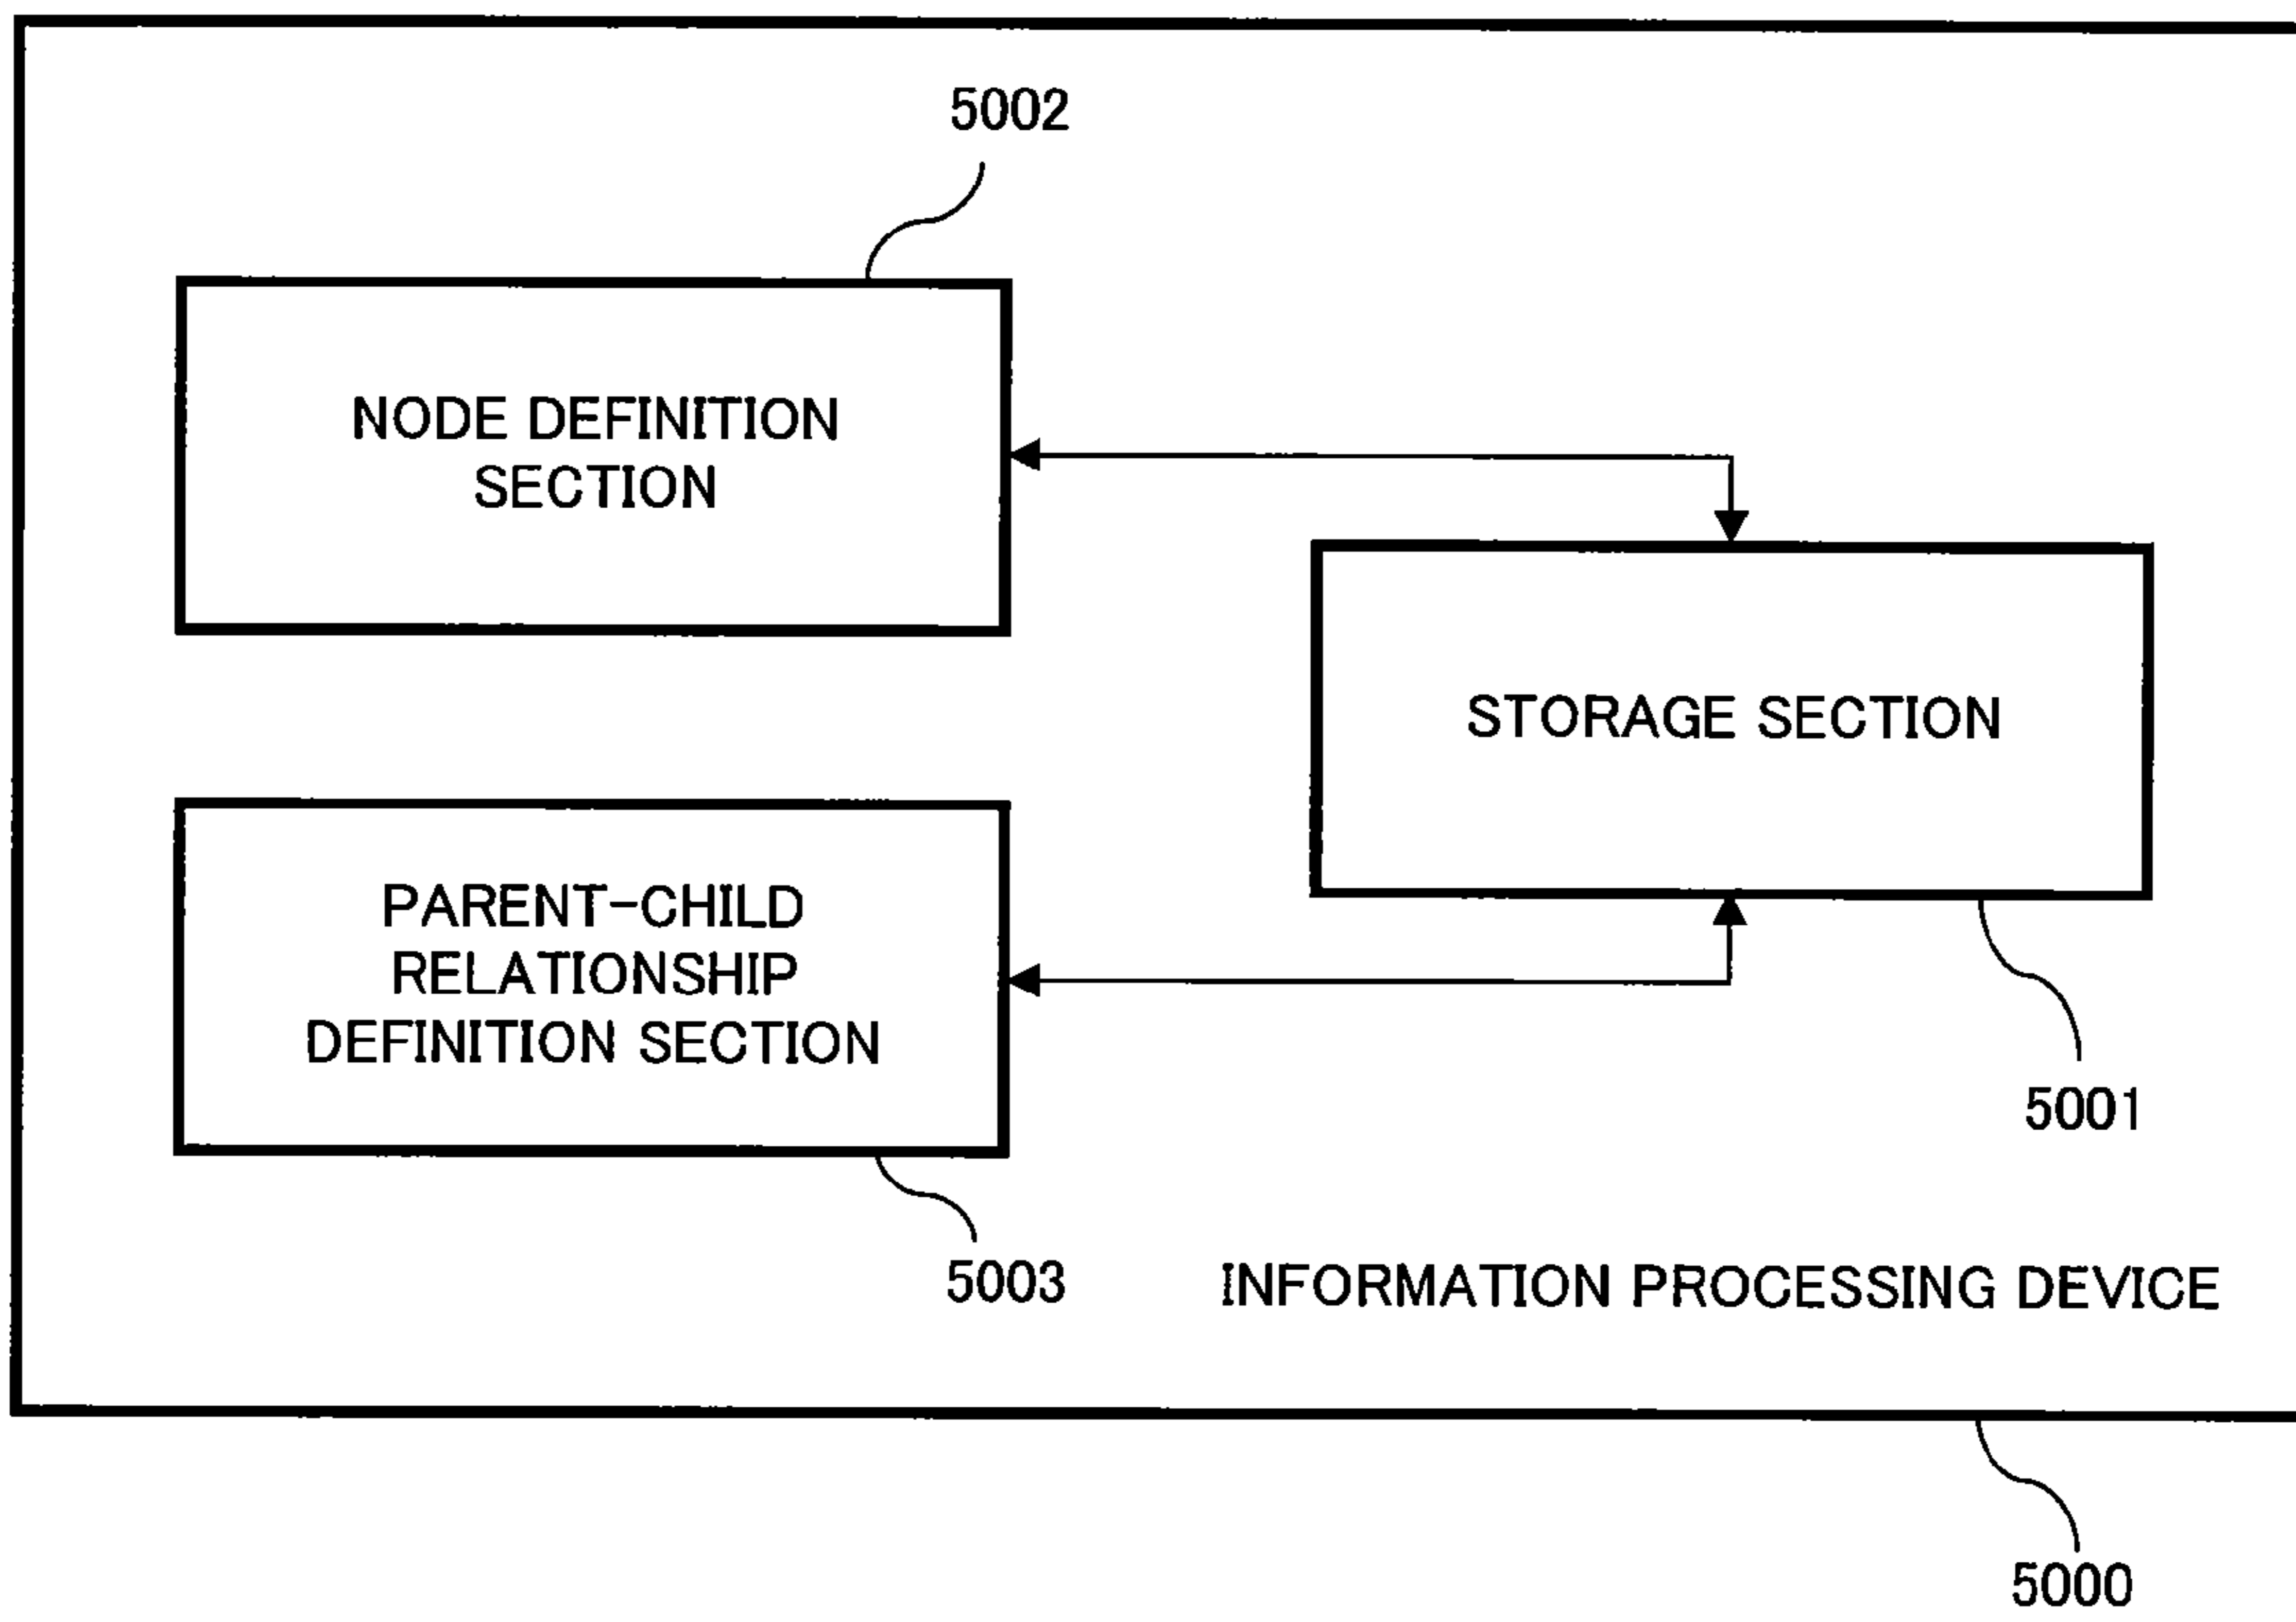 5002
NODE DEFINITION
SECTION
STORAGE SECTION
PARENT-CHILD
RELATIONSHIP
DEFINITION SECTION
5001
5003
INFORMATION PROCESSING DEVICE
5000